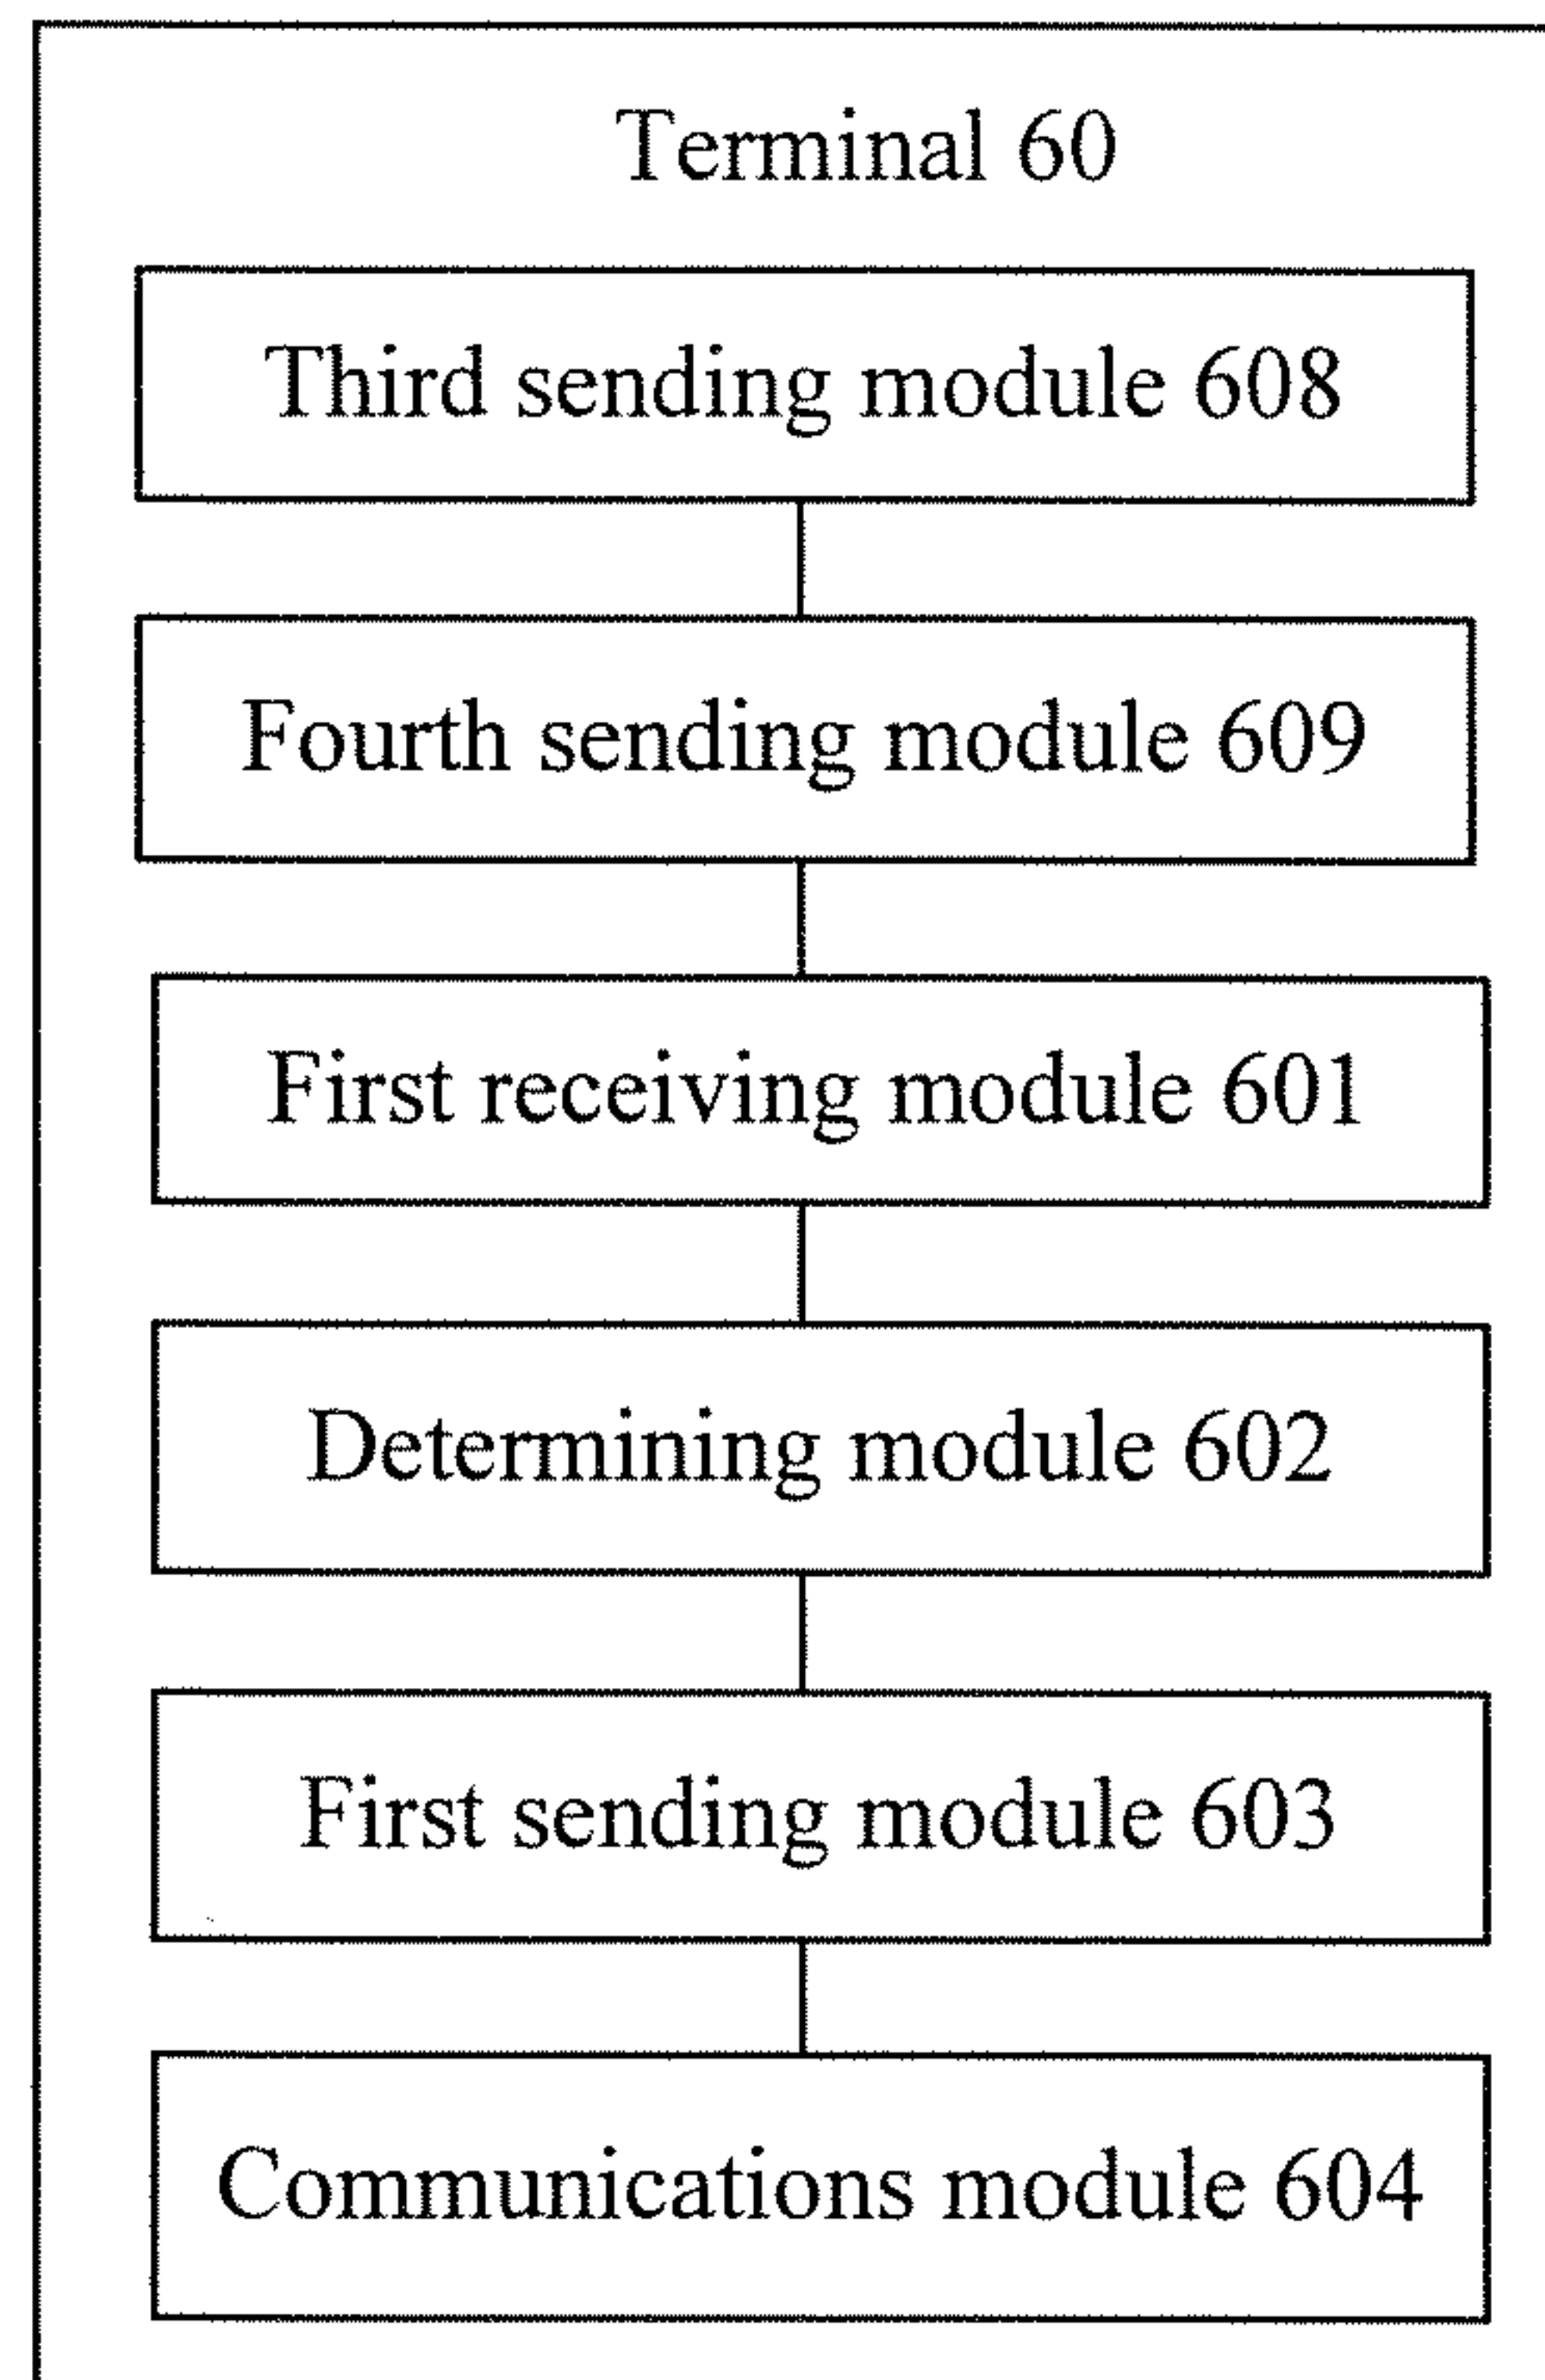 Terminal 60
Third sending module 608
Fourth sending module 609
First receiving module 601
Determining module 602
First sending module 603
Communications module 604